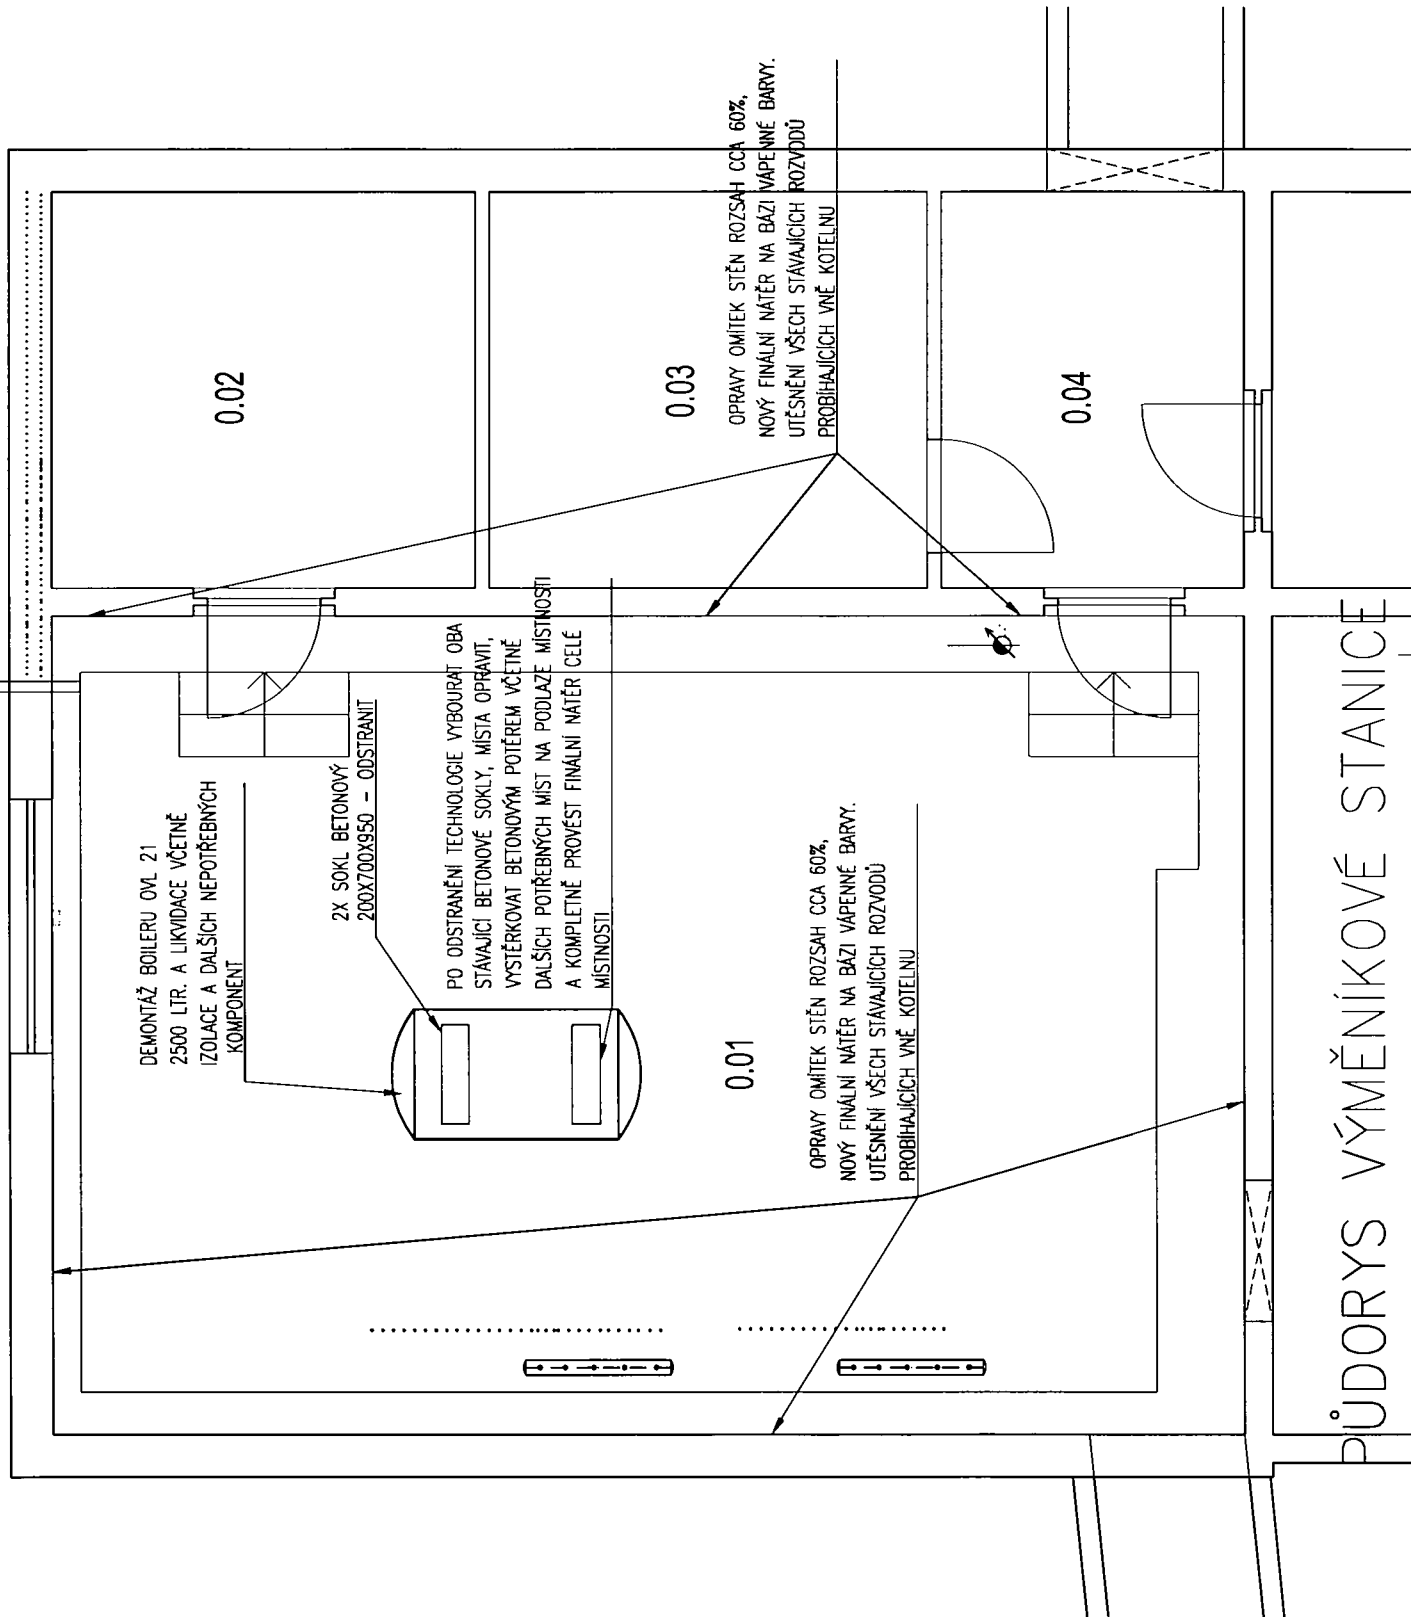 DEMONTÁŽ BOILERU OVL 21
2500 LTR. A LIKVIDACE VČETNĚ
IZOLACE A DALŠÍCH NEPOTŘEBNÝCH
KOMPONENT
0.02
2X SOKL BETONOVÝ
200X700X950 – ODSTRANIT
PO ODSTRANĚNÍ TECHNOLOGIE VYBOURAT OBA
STÁVAJÍCÍ BETONOVÉ SOKLY, MÍSTA OPRAVIT,
VYSTĚRKOVAT BETONOVÝM POTĚREM VČETNĚ
DALŠÍCH POTŘEBNÝCH MÍST NA PODLAZE MÍSTNOSTI
A KOMPLETNĚ PROVÉST FINÁLNÍ NÁTĚR CELÉ
MÍSTNOSTI
0.03
0.01
OPRAVY OMÍTEK STĚN ROZSAH CCA 60%,
NOVÝ FINÁLNÍ NÁTĚR NA BÁZI VÁPENNÉ BARVY.
UTĚSNĚNÍ VŠECH STÁVAJÍCÍCH ROZVODŮ
PROBÍHAJÍCÍCH VNĚ KOTELNU
OPRAVY OMÍTEK STĚN ROZSAH CCA 60%,
NOVÝ FINÁLNÍ NÁTĚR NA BÁZI VÁPENNÉ BARVY.
UTĚSNĚNÍ VŠECH STÁVAJÍCÍCH ROZVODŮ
PROBÍHAJÍCÍCH VNĚ KOTELNU
0.04
PŮDORYS VÝMĚNÍKOVÉ STANICE